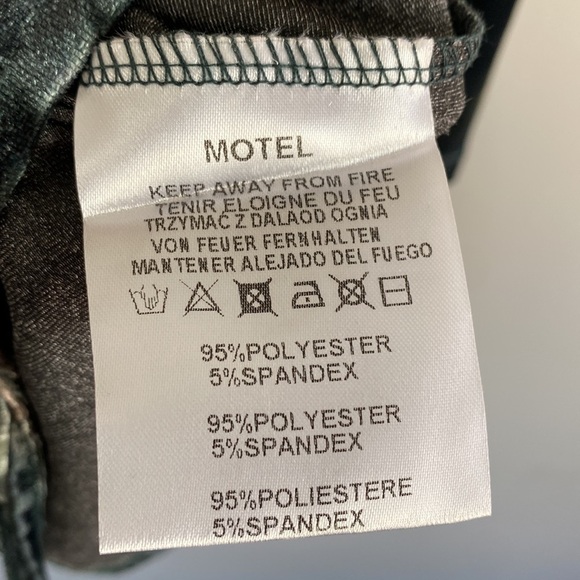 MOTEL
KEEP AWAY FROM FIRE
TENIR ELOIGNE DU FEU
TRZYMAĆ Z DALAOD OGNIA
VON FEUER FERNHALTEN
MANTENER ALEJADO DEL FUEGO
95%POLYESTER
5%SPANDEX
95%POLYESTER
5%SPANDEX
95%POLIESTERE
5%SPANDEX